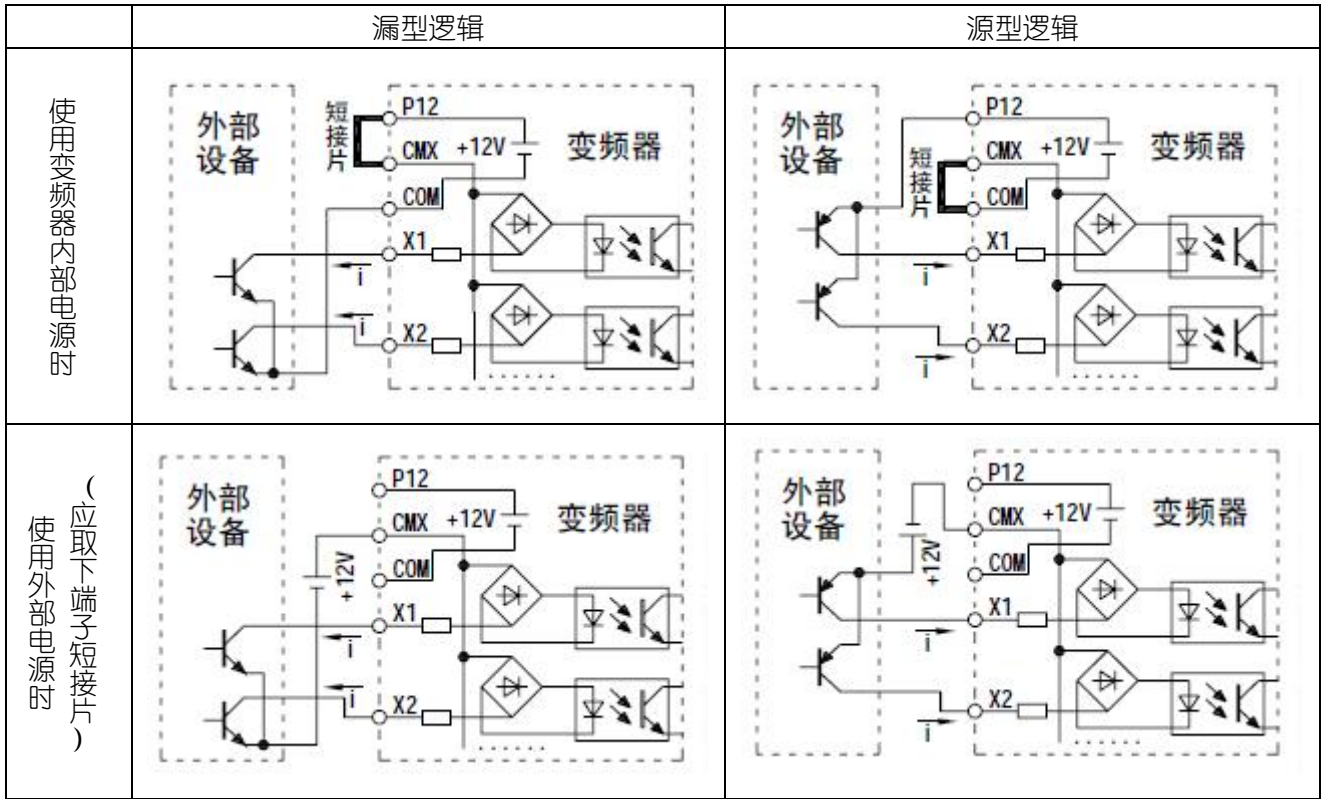 漏型逻辑
源型逻辑
使用变频器内部电源时
外部
设备
短接片
P12
CMX
+12V
COM
变频器
X1
i
X2
i
......
外部
设备
短接片
P12
CMX
+12V
COM
变频器
X1
i
X2
i
......
使用外部电源时
(应取下端子短接片)
外部
设备
+12V
P12
CMX
+12V
COM
变频器
X1
i
X2
i
......
外部
设备
+12V
P12
CMX
+12V
COM
变频器
X1
i
X2
i
......